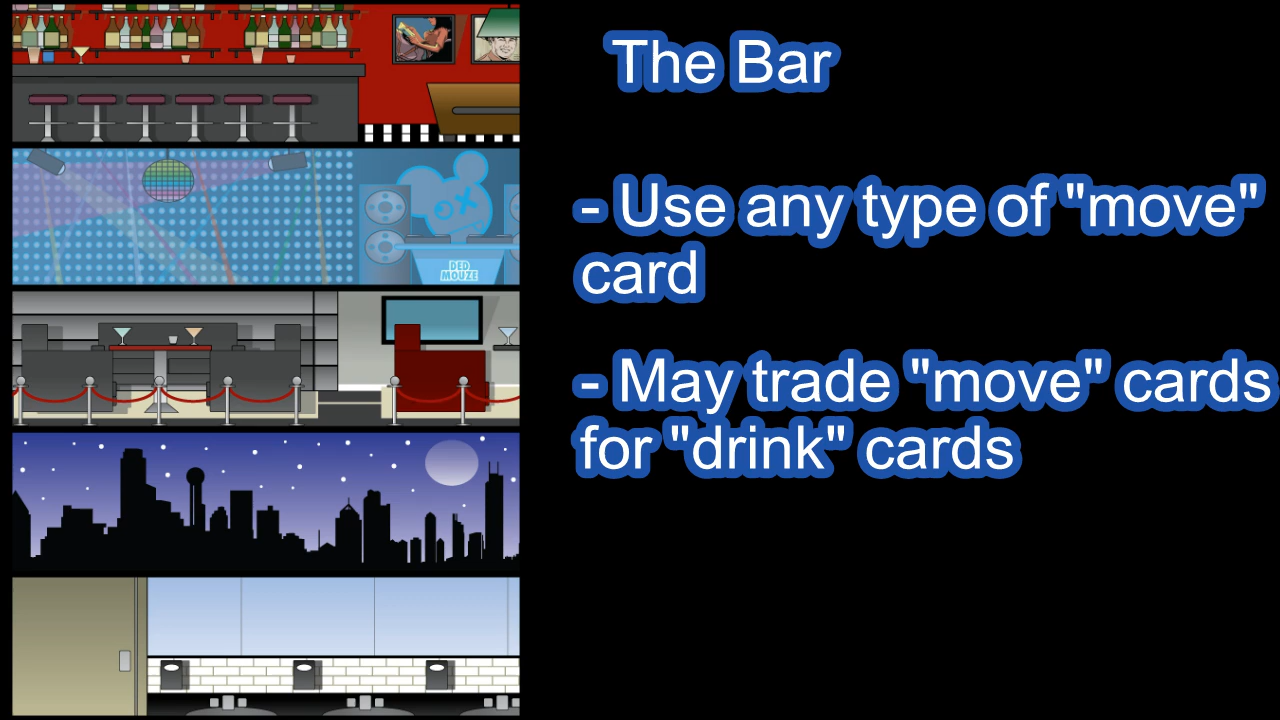 The Bar
- Use any type of "move"
card
- May trade "move" cards
for "drink" cards
DED
MOUZE